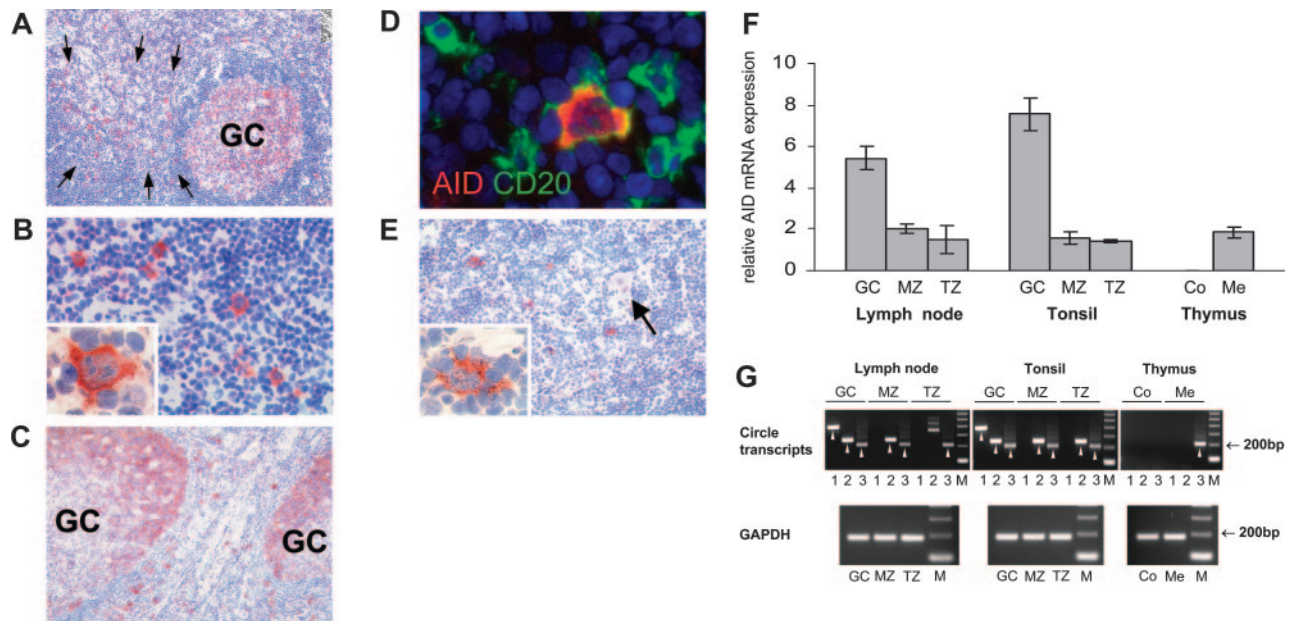 A
GC
B
C
GC
GC
D
AID CD20
E
F
relative AID mRNA expression
10
8
6
4
2
0
GC MZ TZ GC MZ TZ Co Me
Lymph node Tonsil Thymus
G
Lymph node Tonsil Thymus
GC MZ TZ GC MZ TZ Co Me
Circle
transcripts
← 200bp
1 2 3 1 2 3 1 2 3 M 1 2 3 1 2 3 1 2 3 M 1 2 3 1 2 3 M
GAPDH
← 200bp
GC MZ TZ M GC MZ TZ M Co Me M